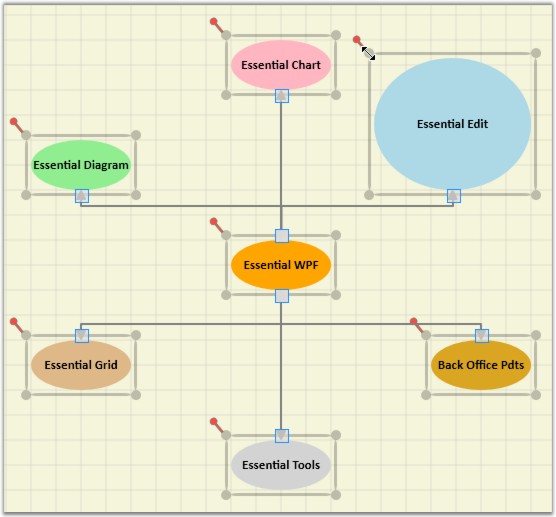 Essential Chart
Essential Edit
Essential Diagram
Essential WPF
Essential Grid
Back Office Pdts
Essential Tools